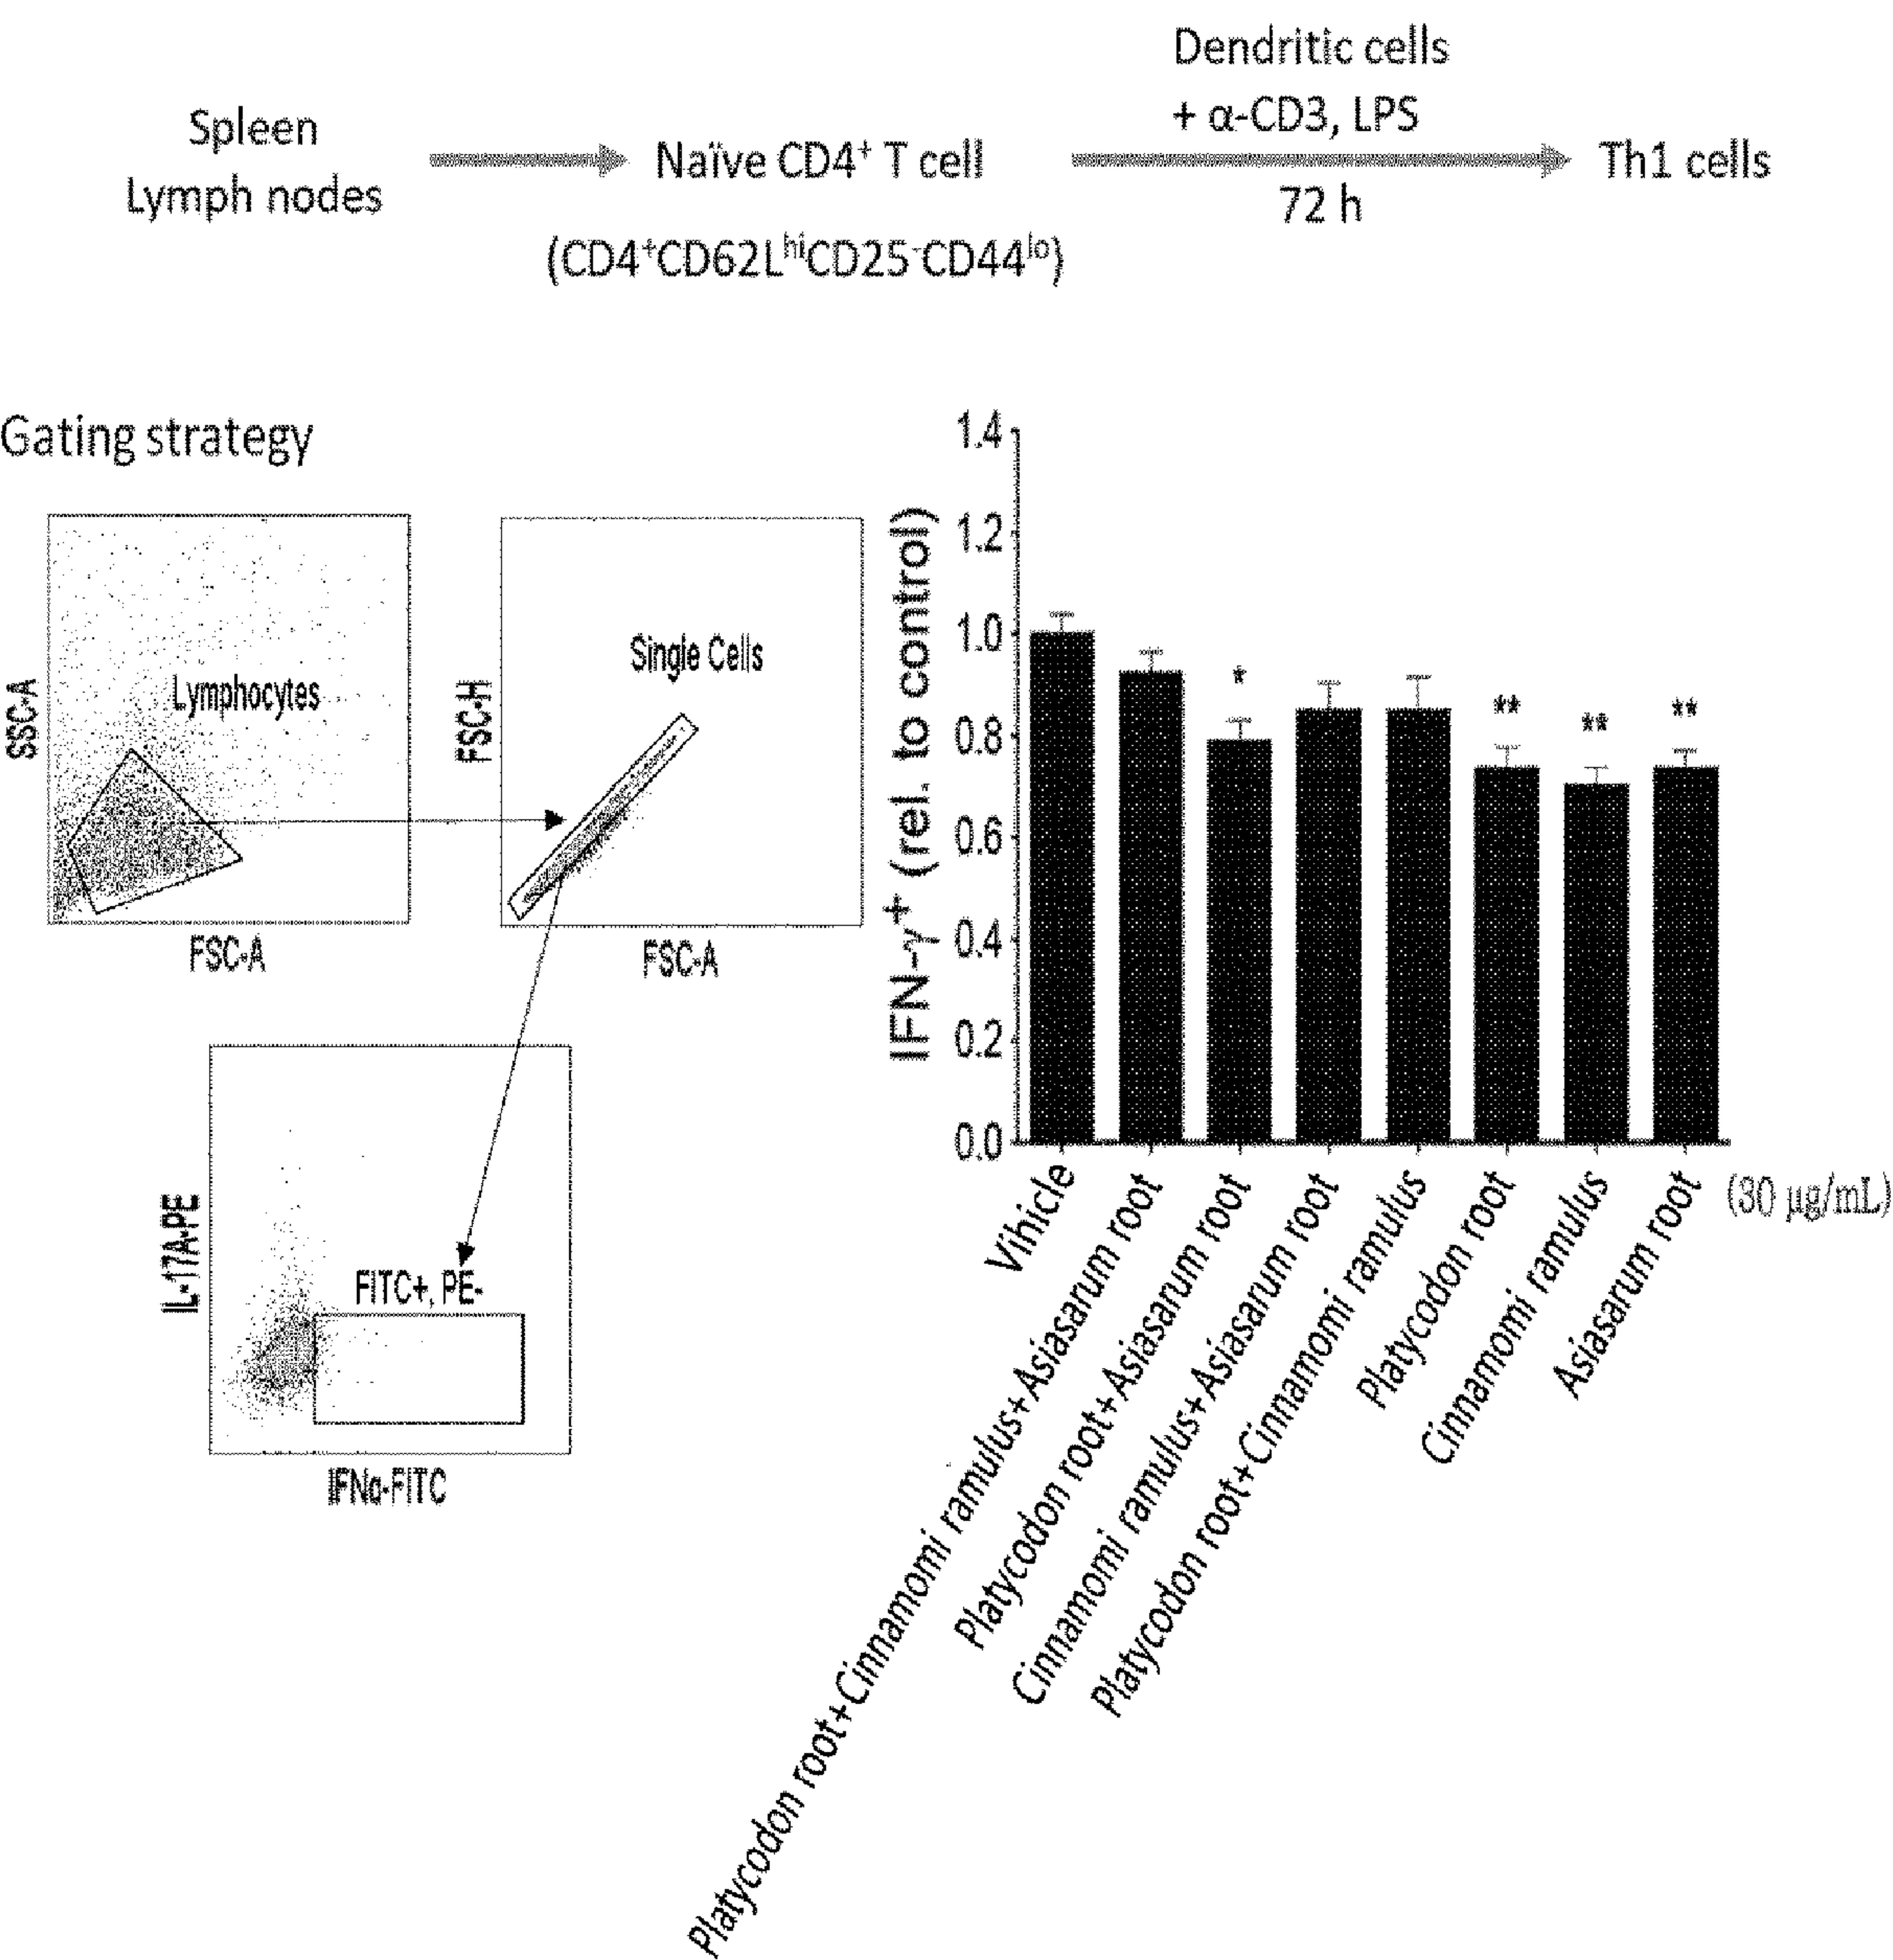 Dendritic cells
+ α-CD3, LPS
Spleen
Lymph nodes
Naïve CD4⁺ T cell
(CD4⁺CD62LʰⁱCD25⁻CD44ˡᵒ)
72 h
Th1 cells
Gating strategy
SSC-A
Lymphocytes
FSC-A
FSC-H
Single Cells
FSC-A
IL-17A-PE
FITC+, PE-
IFNα-FITC
IFN-γ⁺ (rel. to control)
1.4
1.2
1.0
0.8
0.6
0.4
0.2
0.0
*
**
**
**
Vihicle
Platycodon root+Cinnamomi ramulus+Asiasarum root
Platycodon root+Asiasarum root
Cinnamomi ramulus+Asiasarum root
Platycodon root+Cinnamomi ramulus
Platycodon root
Cinnamomi ramulus
Asiasarum root
(30 μg/mL)